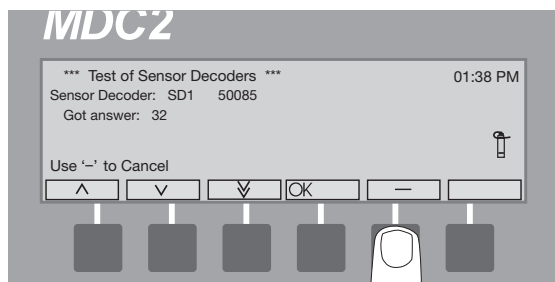 MDC2
*** Test of Sensor Decoders *** 01:38 PM
Sensor Decoder: SD1 50085
Got answer: 32
Use '–' to Cancel
OK –